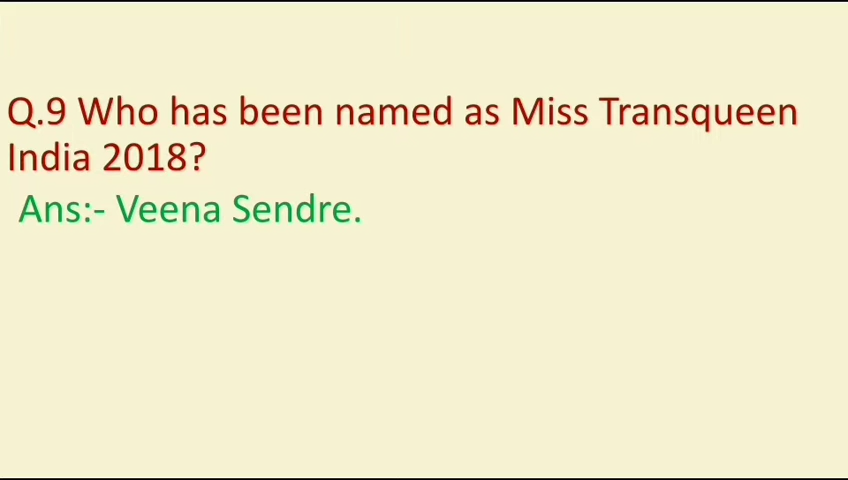 Q.9 Who has been named as Miss Transqueen
India 2018?
Ans:- Veena Sendre.